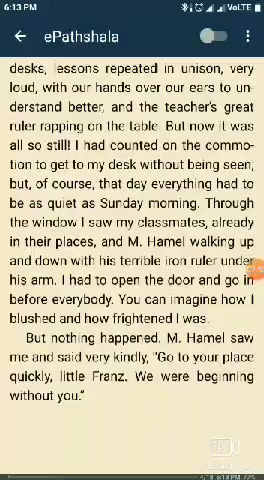 6:13 PM
VoLTE
ePathshala
desks, lessons repeated in unison, very
loud, with our hands over our ears to un-
derstand better, and the teacher's great
ruler rapping on the table. But now it was
all so still! I had counted on the commo-
tion to get to my desk without being seen;
but, of course, that day everything had to
be as quiet as Sunday morning. Through
the window I saw my classmates, already
in their places, and M. Hamel walking up
and down with his terrible iron ruler under
his arm. I had to open the door and go in
before everybody. You can imagine how I
blushed and how frightened I was.
But nothing happened. M. Hamel saw
me and said very kindly, “Go to your place
quickly, little Franz. We were beginning
without you.”